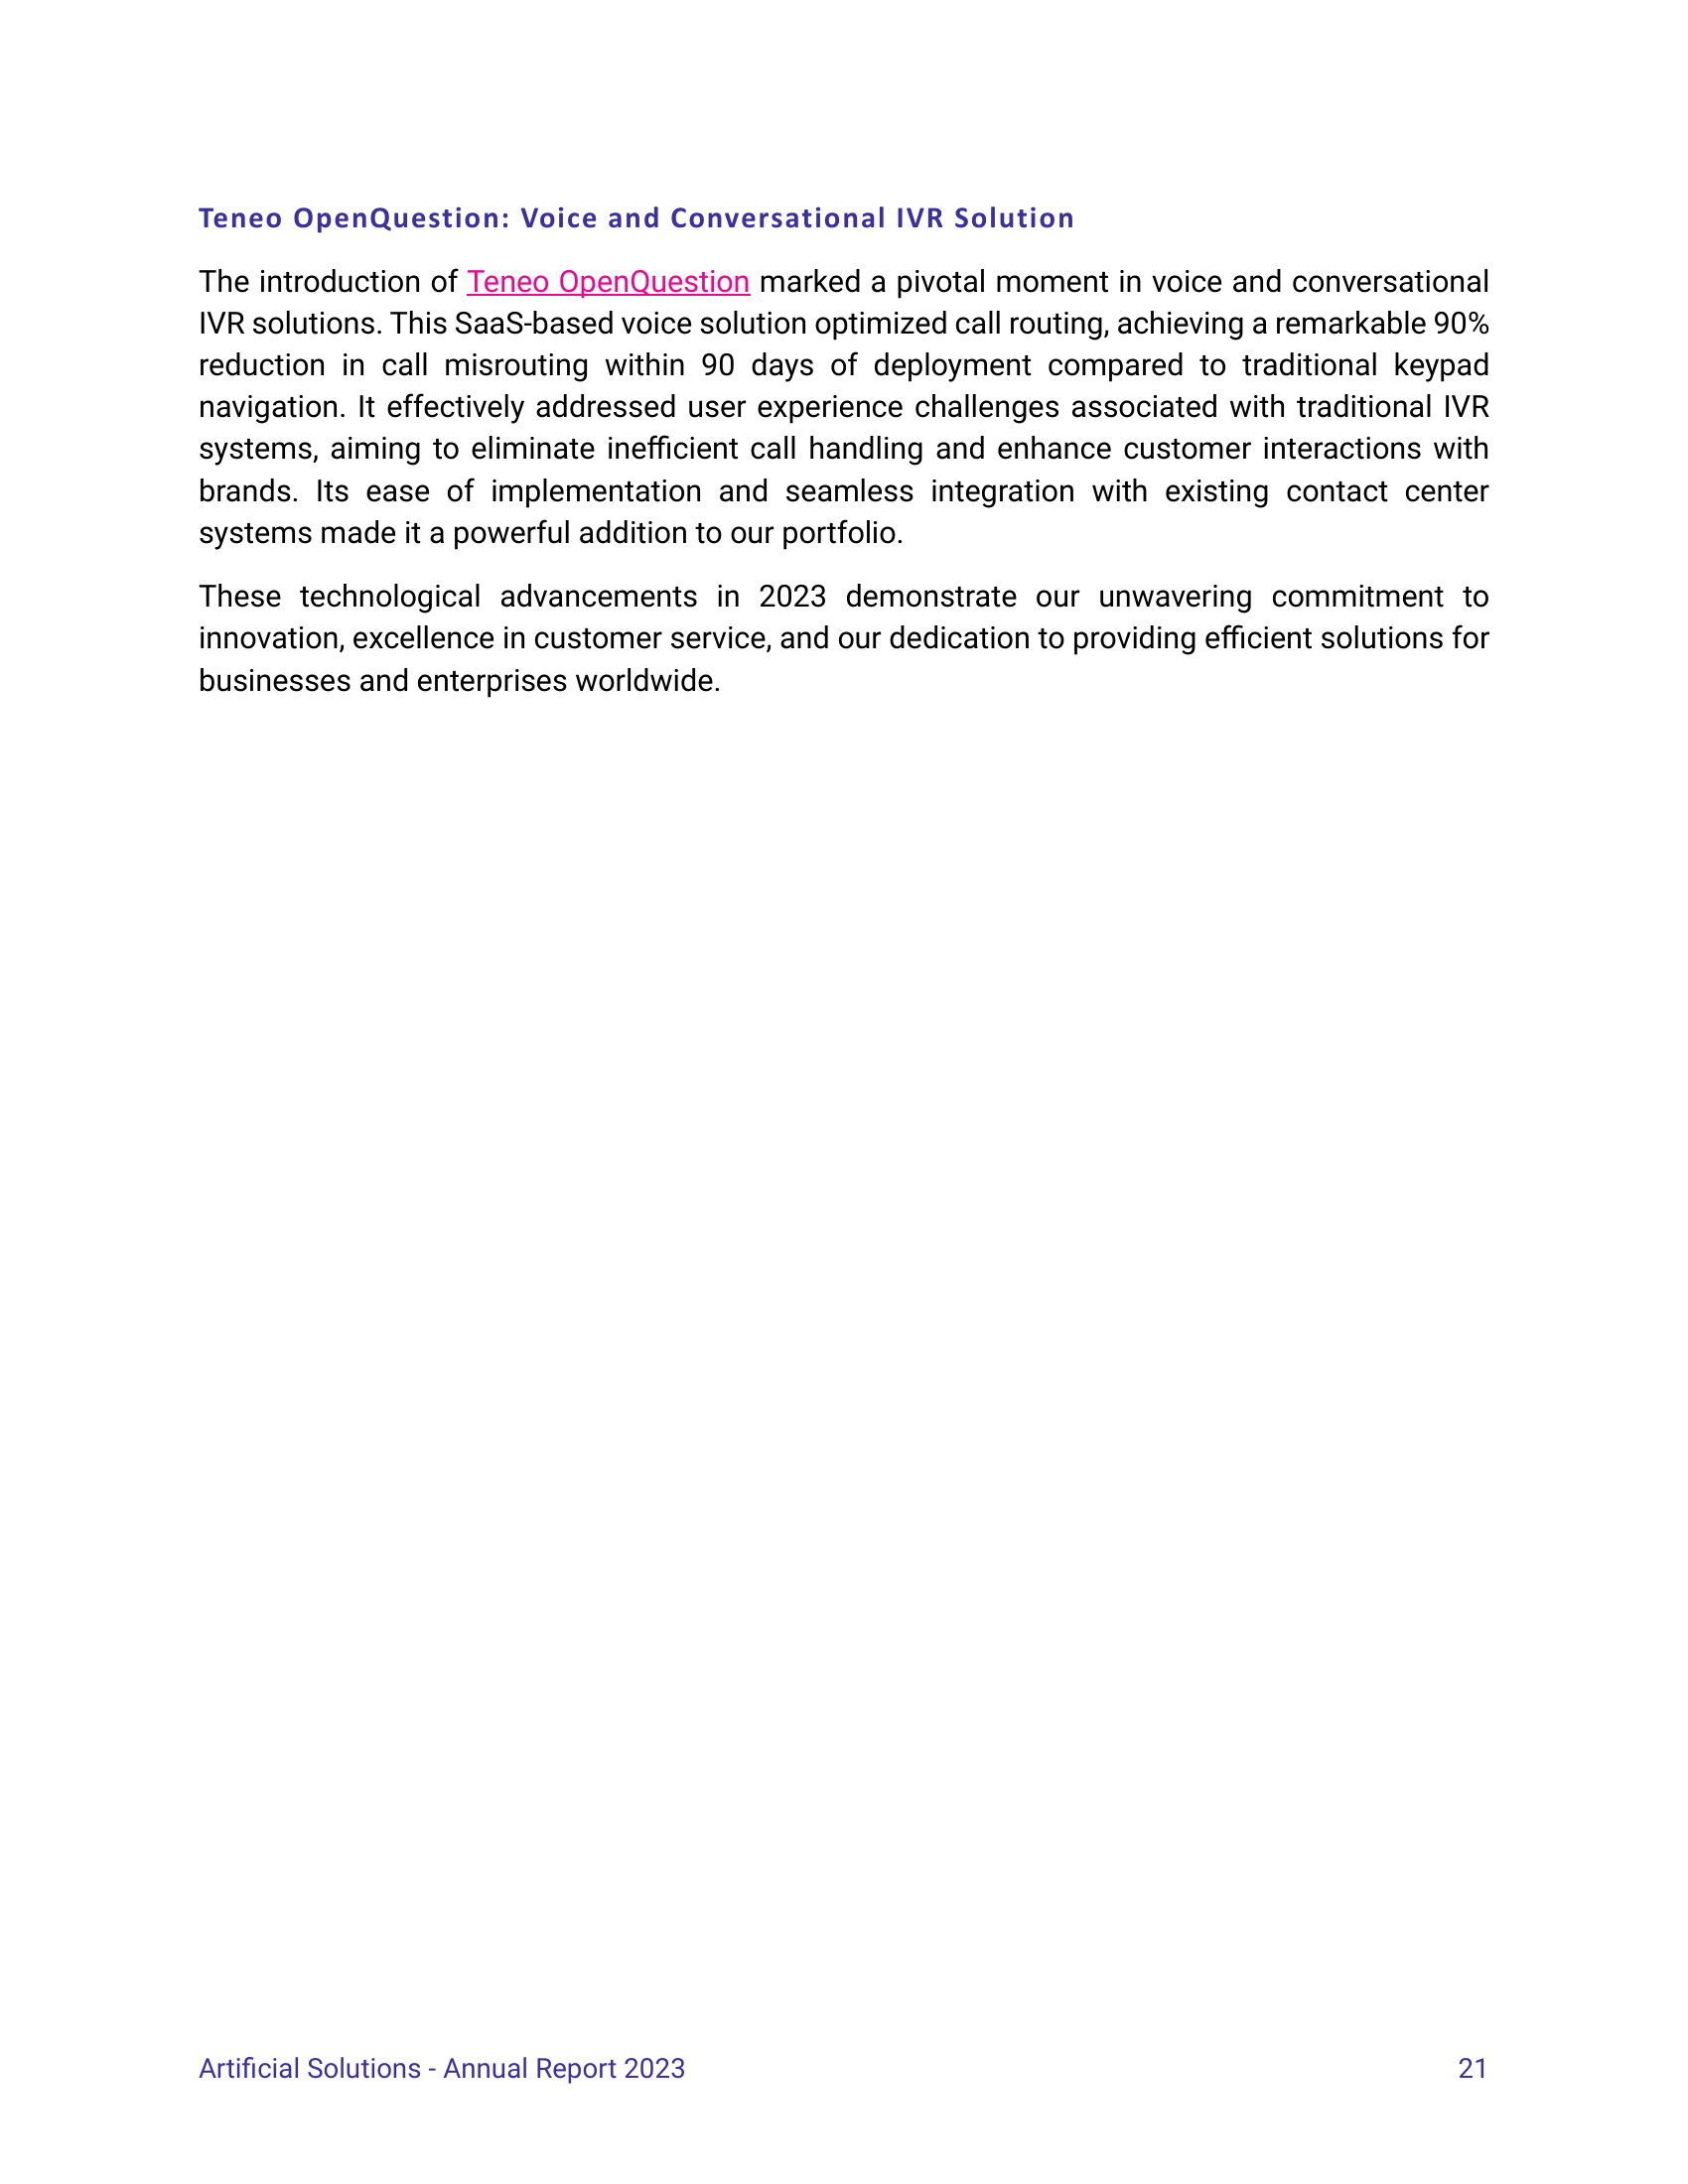 Teneo OpenQuestion: Voice and Conversational IVR Solution
The introduction of Teneo OpenQuestion marked a pivotal moment in voice and conversational
IVR solutions. This SaaS-based voice solution optimized call routing, achieving a remarkable 90%
reduction in call misrouting within 90 days of deployment compared to traditional keypad
navigation. It effectively addressed user experience challenges associated with traditional IVR
systems, aiming to eliminate inefficient call handling and enhance customer interactions with
brands. Its ease of implementation and seamless integration with existing contact center
systems made it a powerful addition to our portfolio.
These technological advancements in 2023 demonstrate our unwavering commitment to
innovation, excellence in customer service, and our dedication to providing efficient solutions for
businesses and enterprises worldwide.
Artificial Solutions - Annual Report 2023 21